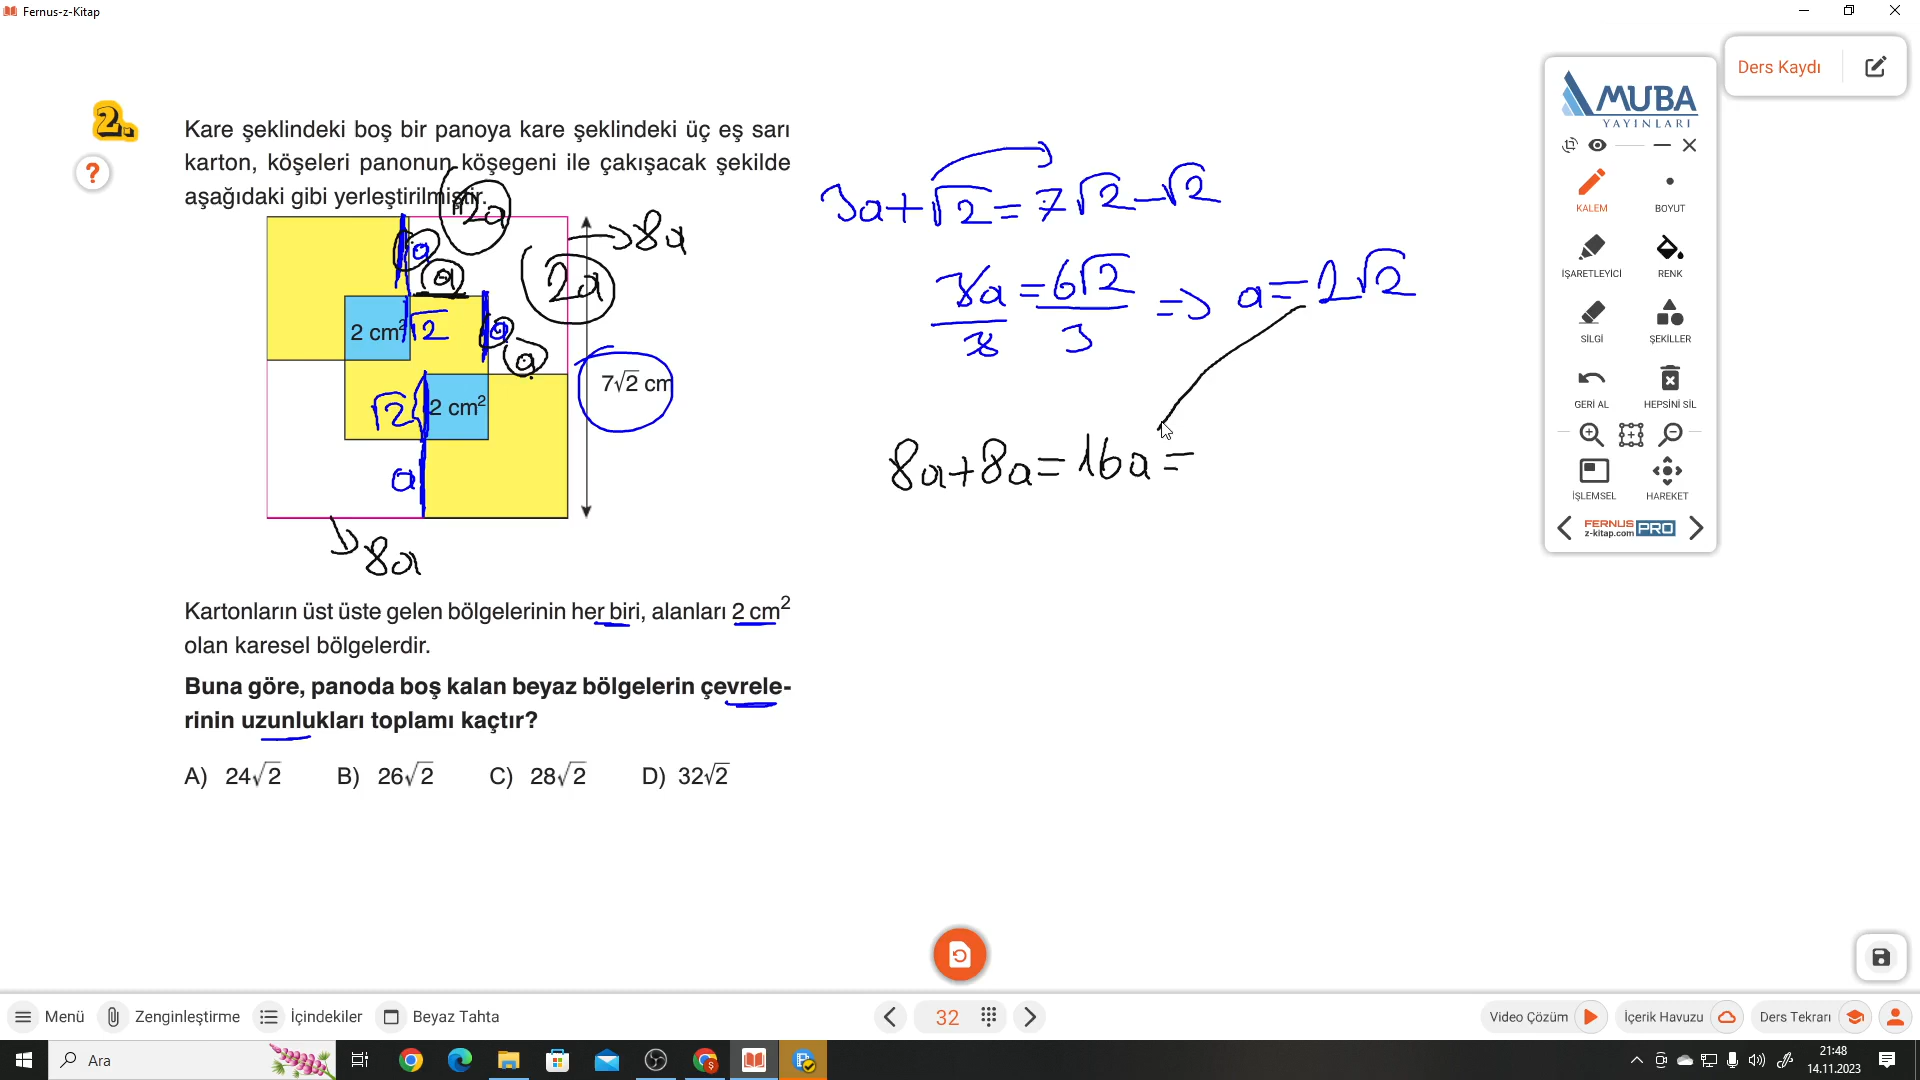 Fernus-z-Kitap
Ders Kaydı
2.
?
Kare şeklindeki boş bir panoya kare şeklindeki üç eş sarı
karton, köşeleri panonun köşegeni ile çakışacak şekilde
aşağıdaki gibi yerleştirilmiştir.
2a
8a
a
a
2a
2 cm²
√2
a
a
7√2 cm
√2
2 cm²
a
8a
3a+√2=7√2-√2
3a=6√2 => a=2√2
3 3
8a+8a=16a=
Kartonların üst üste gelen bölgelerinin her biri, alanları 2 cm²
olan karesel bölgelerdir.
Buna göre, panoda boş kalan beyaz bölgelerin çevrele-
rinin uzunlukları toplamı kaçtır?
A) 24√2 B) 26√2 C) 28√2 D) 32√2
MUBA
YAYINLARI
KALEM BOYUT
İŞARETLEYİCİ RENK
SİLGİ ŞEKİLLER
GERİ AL HEPSİNİ SİL
İŞLEMSEL HAREKET
FERNUS
z-kitap.com PRO
Menü Zenginleştirme İçindekiler Beyaz Tahta 32 Video Çözüm İçerik Havuzu Ders Tekrarı
Ara
21:48
14.11.2023